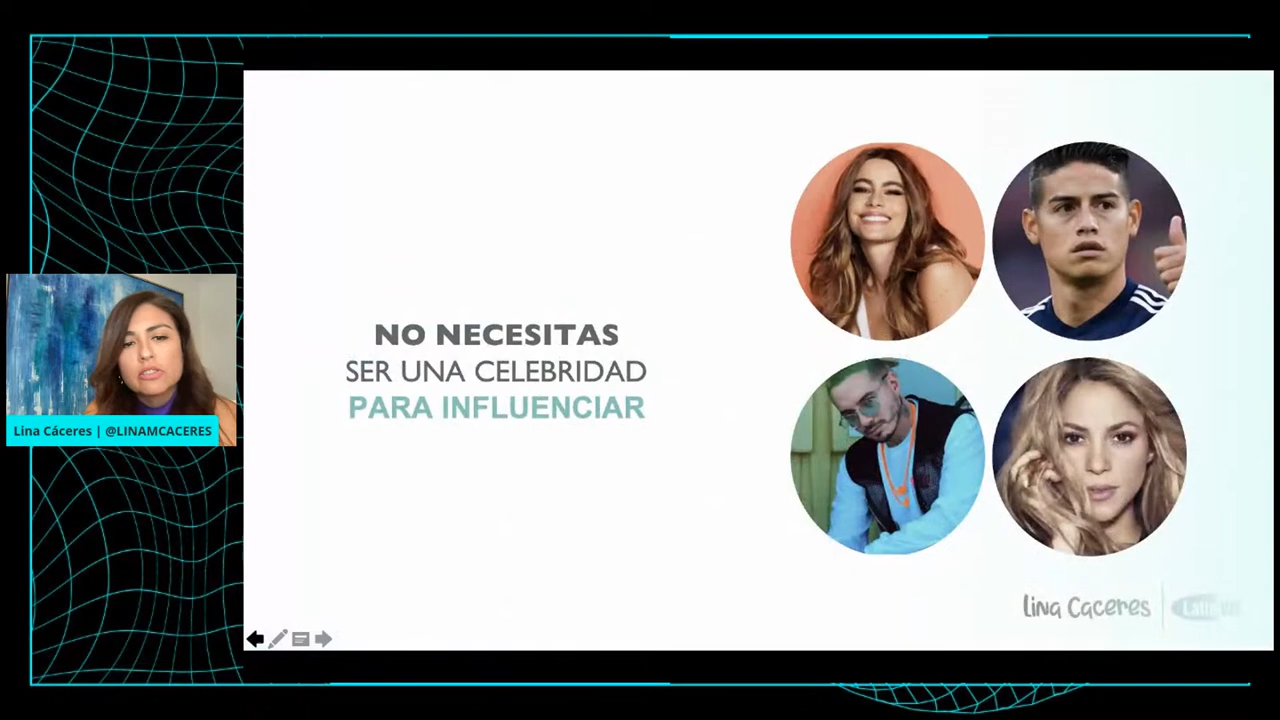 NO NECESITAS
SER UNA CELEBRIDAD
PARA INFLUENCIAR
Lina Cáceres | @LINAMCACERES
Lina Caceres